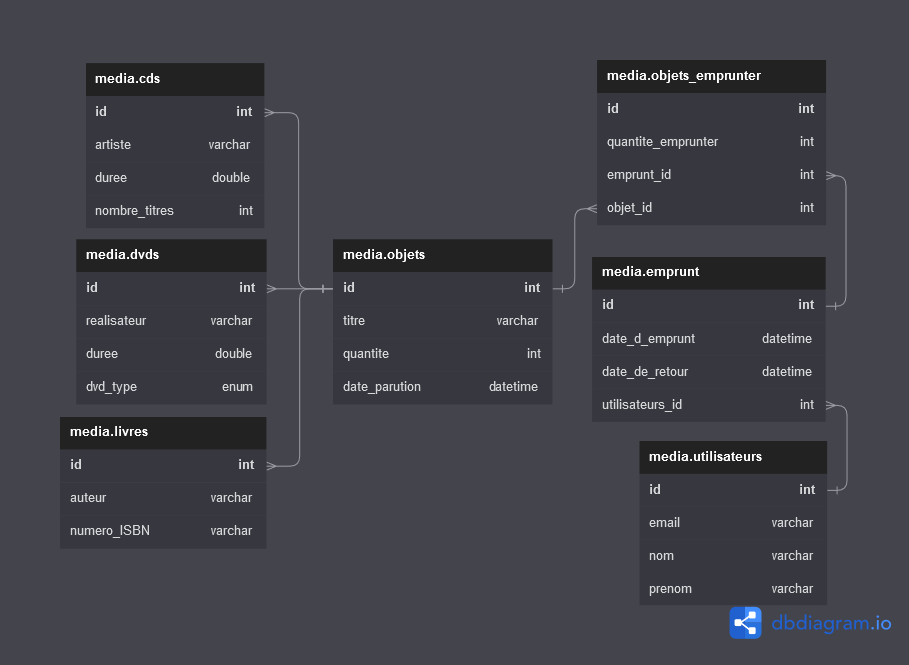 media.cds
id int
artiste varchar
duree double
nombre_titres int
media.dvds
id int
realisateur varchar
duree double
dvd_type enum
media.livres
id int
auteur varchar
numero_ISBN varchar
media.objets
id int
titre varchar
quantite int
date_parution datetime
media.objets_emprunter
id int
quantite_emprunter int
emprunt_id int
objet_id int
media.emprunt
id int
date_d_emprunt datetime
date_de_retour datetime
utilisateurs_id int
media.utilisateurs
id int
email varchar
nom varchar
prenom varchar
dbdiagram.io